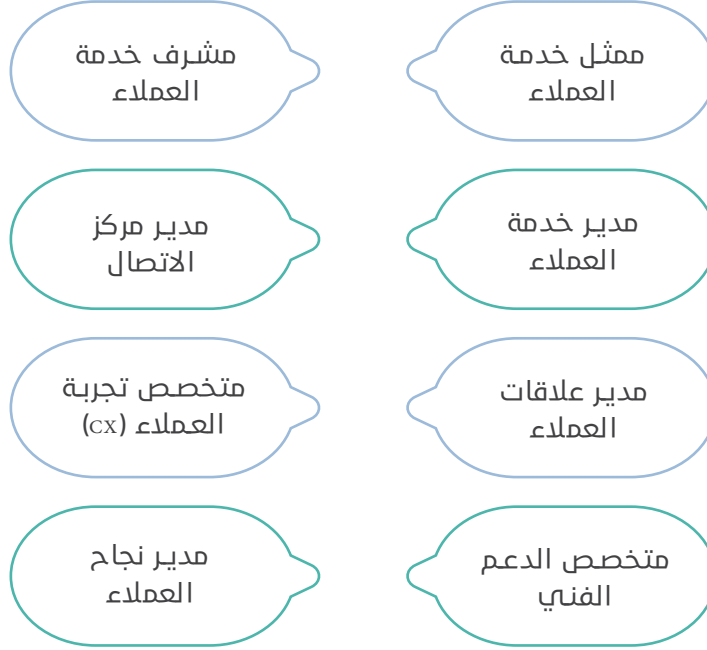 ممثل خدمة
العملاء
مشرف خدمة
العملاء
مدير خدمة
العملاء
مدير مركز
الاتصال
مدير علاقات
العملاء
متخصص تجربة
العملاء (CX)
متخصص الدعم
الفني
مدير نجاح
العملاء